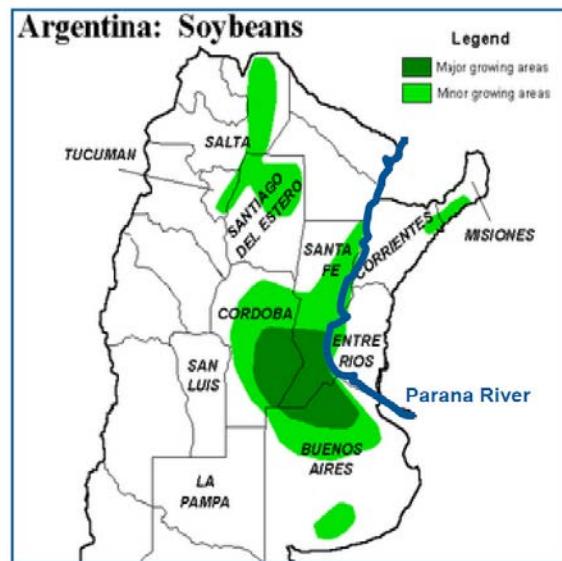 Argentina: Soybeans
Legend
Major growing areas
Minor growing areas
SALTA
TUCUMAN
SANTIAGO
DEL ESTERO
SANTA
FE
CORRIENTES
MISIONES
CORDOBA
ENTRE
RIOS
SAN
LUIS
Parana River
BUENOS
AIRES
LA
PAMPA